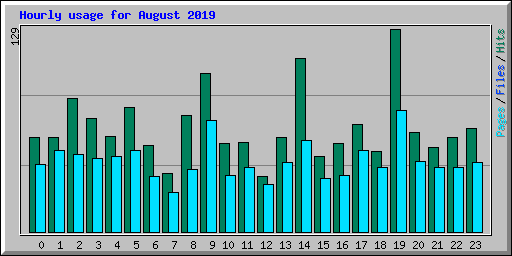 Hourly usage for August 2019
129
Pages/Files/Hits
0 1 2 3 4 5 6 7 8 9 10 11 12 13 14 15 16 17 18 19 20 21 22 23